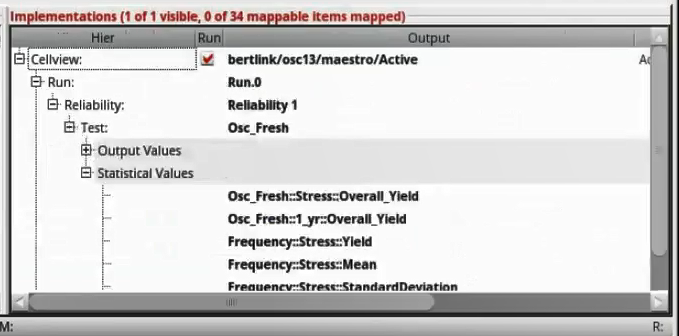 Implementations (1 of 1 visible, 0 of 34 mappable items mapped)
Hier Run Output
Cellview: bertlink/osc13/maestro/Active Ac
Run: Run.0
Reliability: Reliability 1
Test: Osc_Fresh
Output Values
Statistical Values
Osc_Fresh::Stress::Overall_Yield
Osc_Fresh::1_yr::Overall_Yield
Frequency::Stress::Yield
Frequency::Stress::Mean
Frequency::Stress::StandardDeviation
M: R: